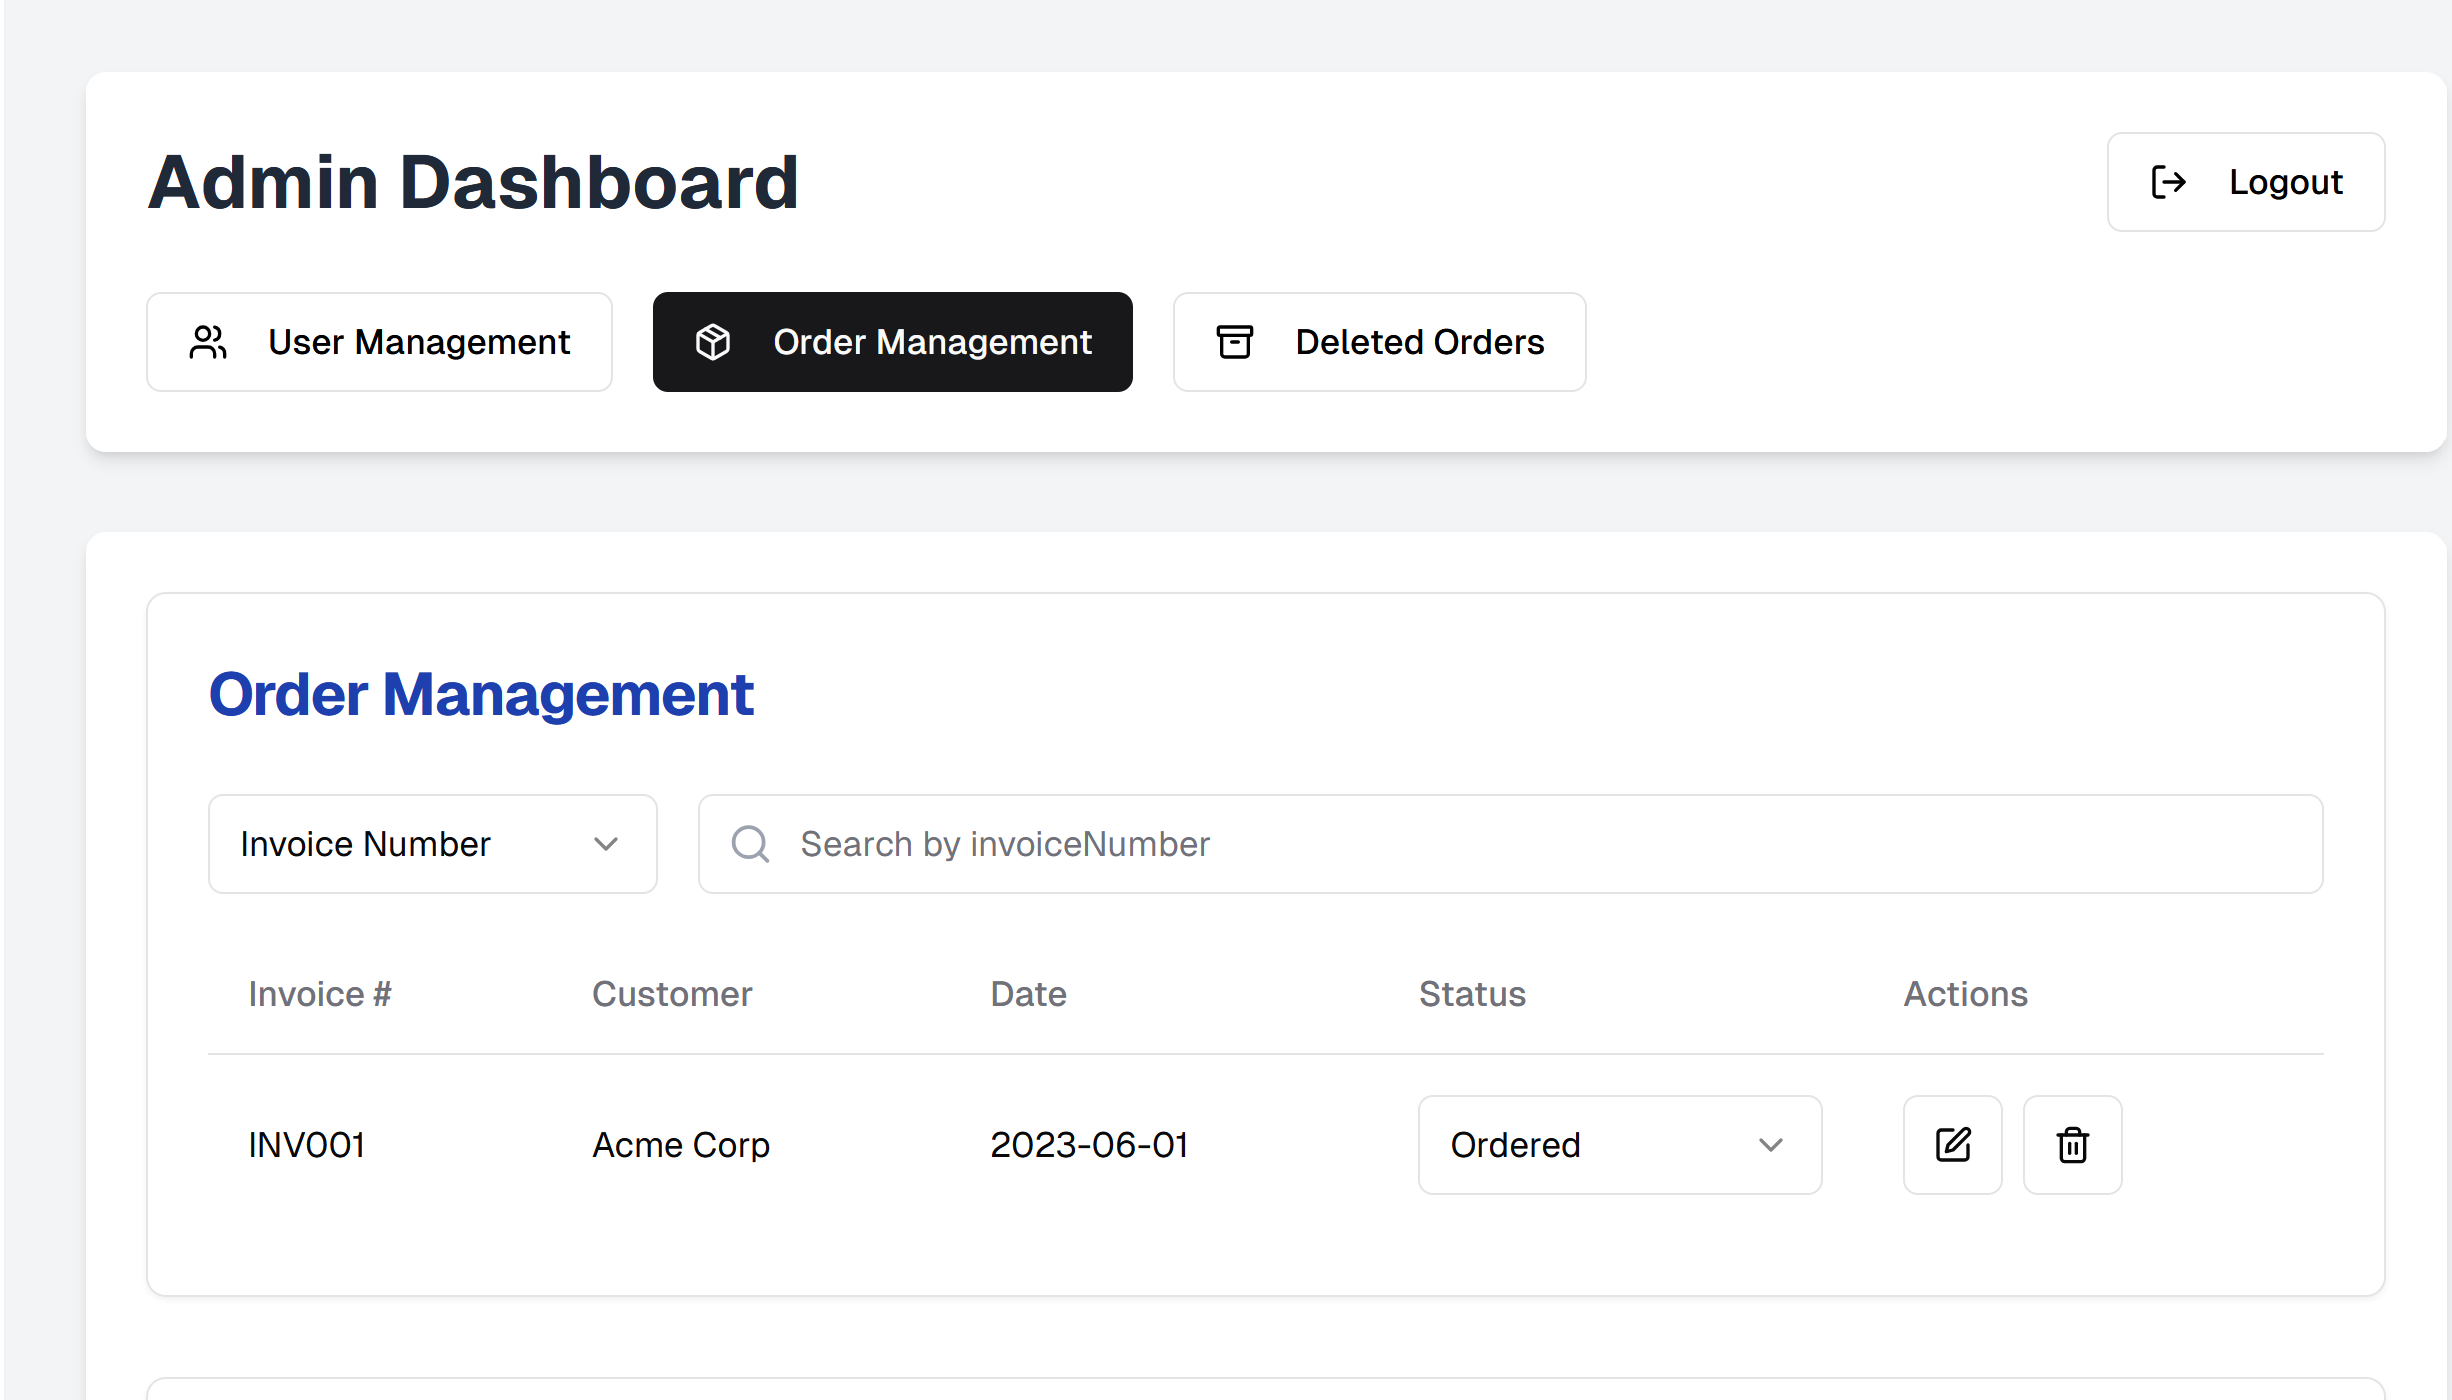 Admin Dashboard
Logout
User Management
Order Management
Deleted Orders
Order Management
Invoice Number
Search by invoiceNumber
Invoice # Customer Date Status Actions
INV001 Acme Corp 2023-06-01 Ordered